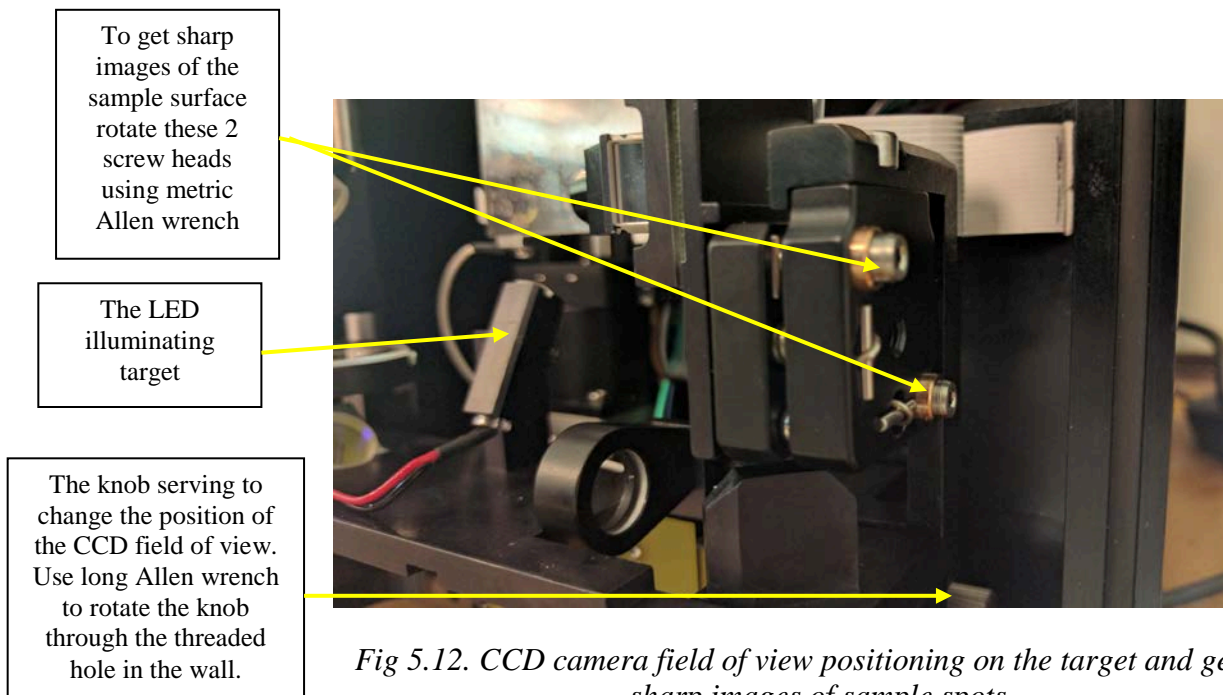 To get sharp
images of the
sample surface
rotate these 2
screw heads
using metric
Allen wrench
The LED
illuminating
target
The knob serving to
change the position of
the CCD field of view.
Use long Allen wrench
to rotate the knob
through the threaded
hole in the wall.
Fig 5.12. CCD camera field of view positioning on the target and ge
sharp images of sample spots